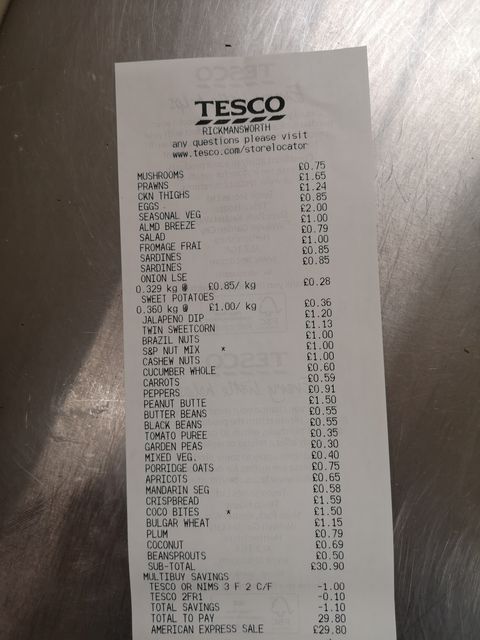 TESCO
RICKMANSWORTH
any questions please visit
www.tesco.com/storelocator
MUSHROOMS £0.75
PRAWNS £1.65
CKN THIGHS £1.24
EGGS £0.85
SEASONAL VEG £2.00
ALMD BREEZE £1.00
SALAD £0.79
FROMAGE FRAI £1.00
SARDINES £0.85
SARDINES £0.85
ONION LSE
0.329 kg @ £0.85/ kg £0.28
SWEET POTATOES
0.360 kg @ £1.00/ kg £0.36
JALAPENO DIP £1.20
TWIN SWEETCORN £1.13
BRAZIL NUTS £1.00
S&P NUT MIX * £1.00
CASHEW NUTS £1.00
CUCUMBER WHOLE £0.60
CARROTS £0.59
PEPPERS £0.91
PEANUT BUTTE £1.50
BUTTER BEANS £0.55
BLACK BEANS £0.55
TOMATO PUREE £0.35
GARDEN PEAS £0.30
MIXED VEG. £0.40
PORRIDGE OATS £0.75
APRICOTS £0.65
MANDARIN SEG £0.58
CRISPBREAD £1.59
COCO BITES * £1.50
BULGAR WHEAT £1.15
PLUM £0.79
COCONUT £0.69
BEANSPROUTS £0.50
SUB-TOTAL £30.90
MULTIBUY SAVINGS
TESCO OR NIMS 3 F 2 C/F -1.00
TESCO 2FR1 -0.10
TOTAL SAVINGS -1.10
TOTAL TO PAY 29.80
AMERICAN EXPRESS SALE £29.80